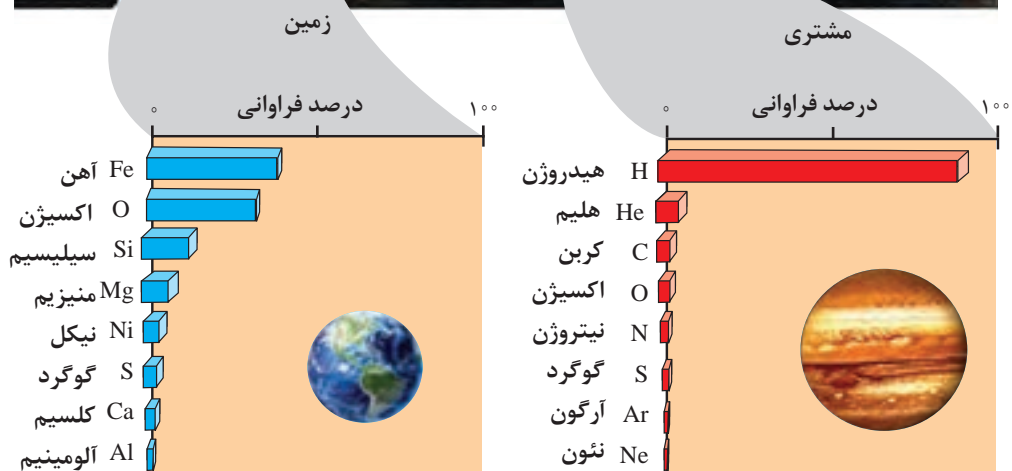 مشتری
درصد فراوانی
۰ ۱۰۰
H هیدروژن
He هلیم
C کربن
O اکسیژن
N نیتروژن
S گوگرد
Ar آرگون
Ne نئون
زمین
درصد فراوانی
۰ ۱۰۰
Fe آهن
O اکسیژن
Si سیلیسیم
Mg منیزیم
Ni نیکل
S گوگرد
Ca کلسیم
Al آلومینیم